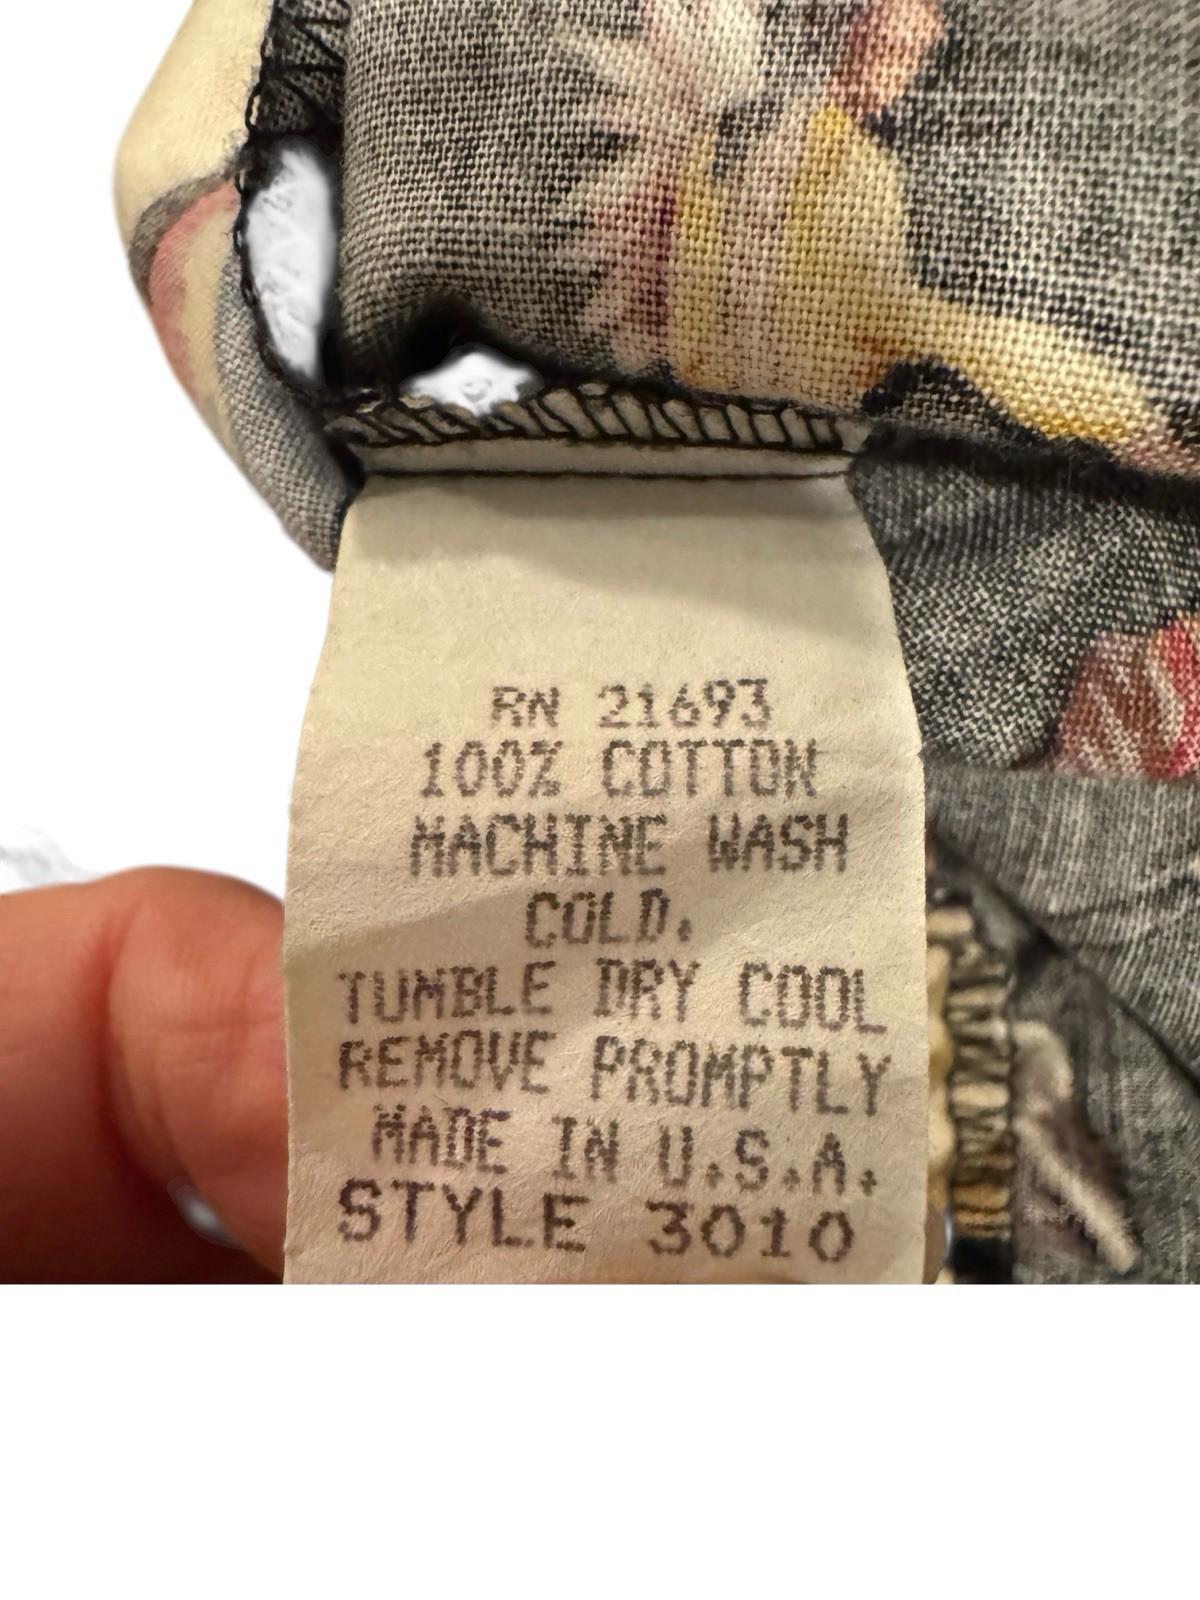 RN 21693
100% COTTON
MACHINE WASH
COLD.
TUMBLE DRY COOL
REMOVE PROMPTLY
MADE IN U.S.A.
STYLE 3010